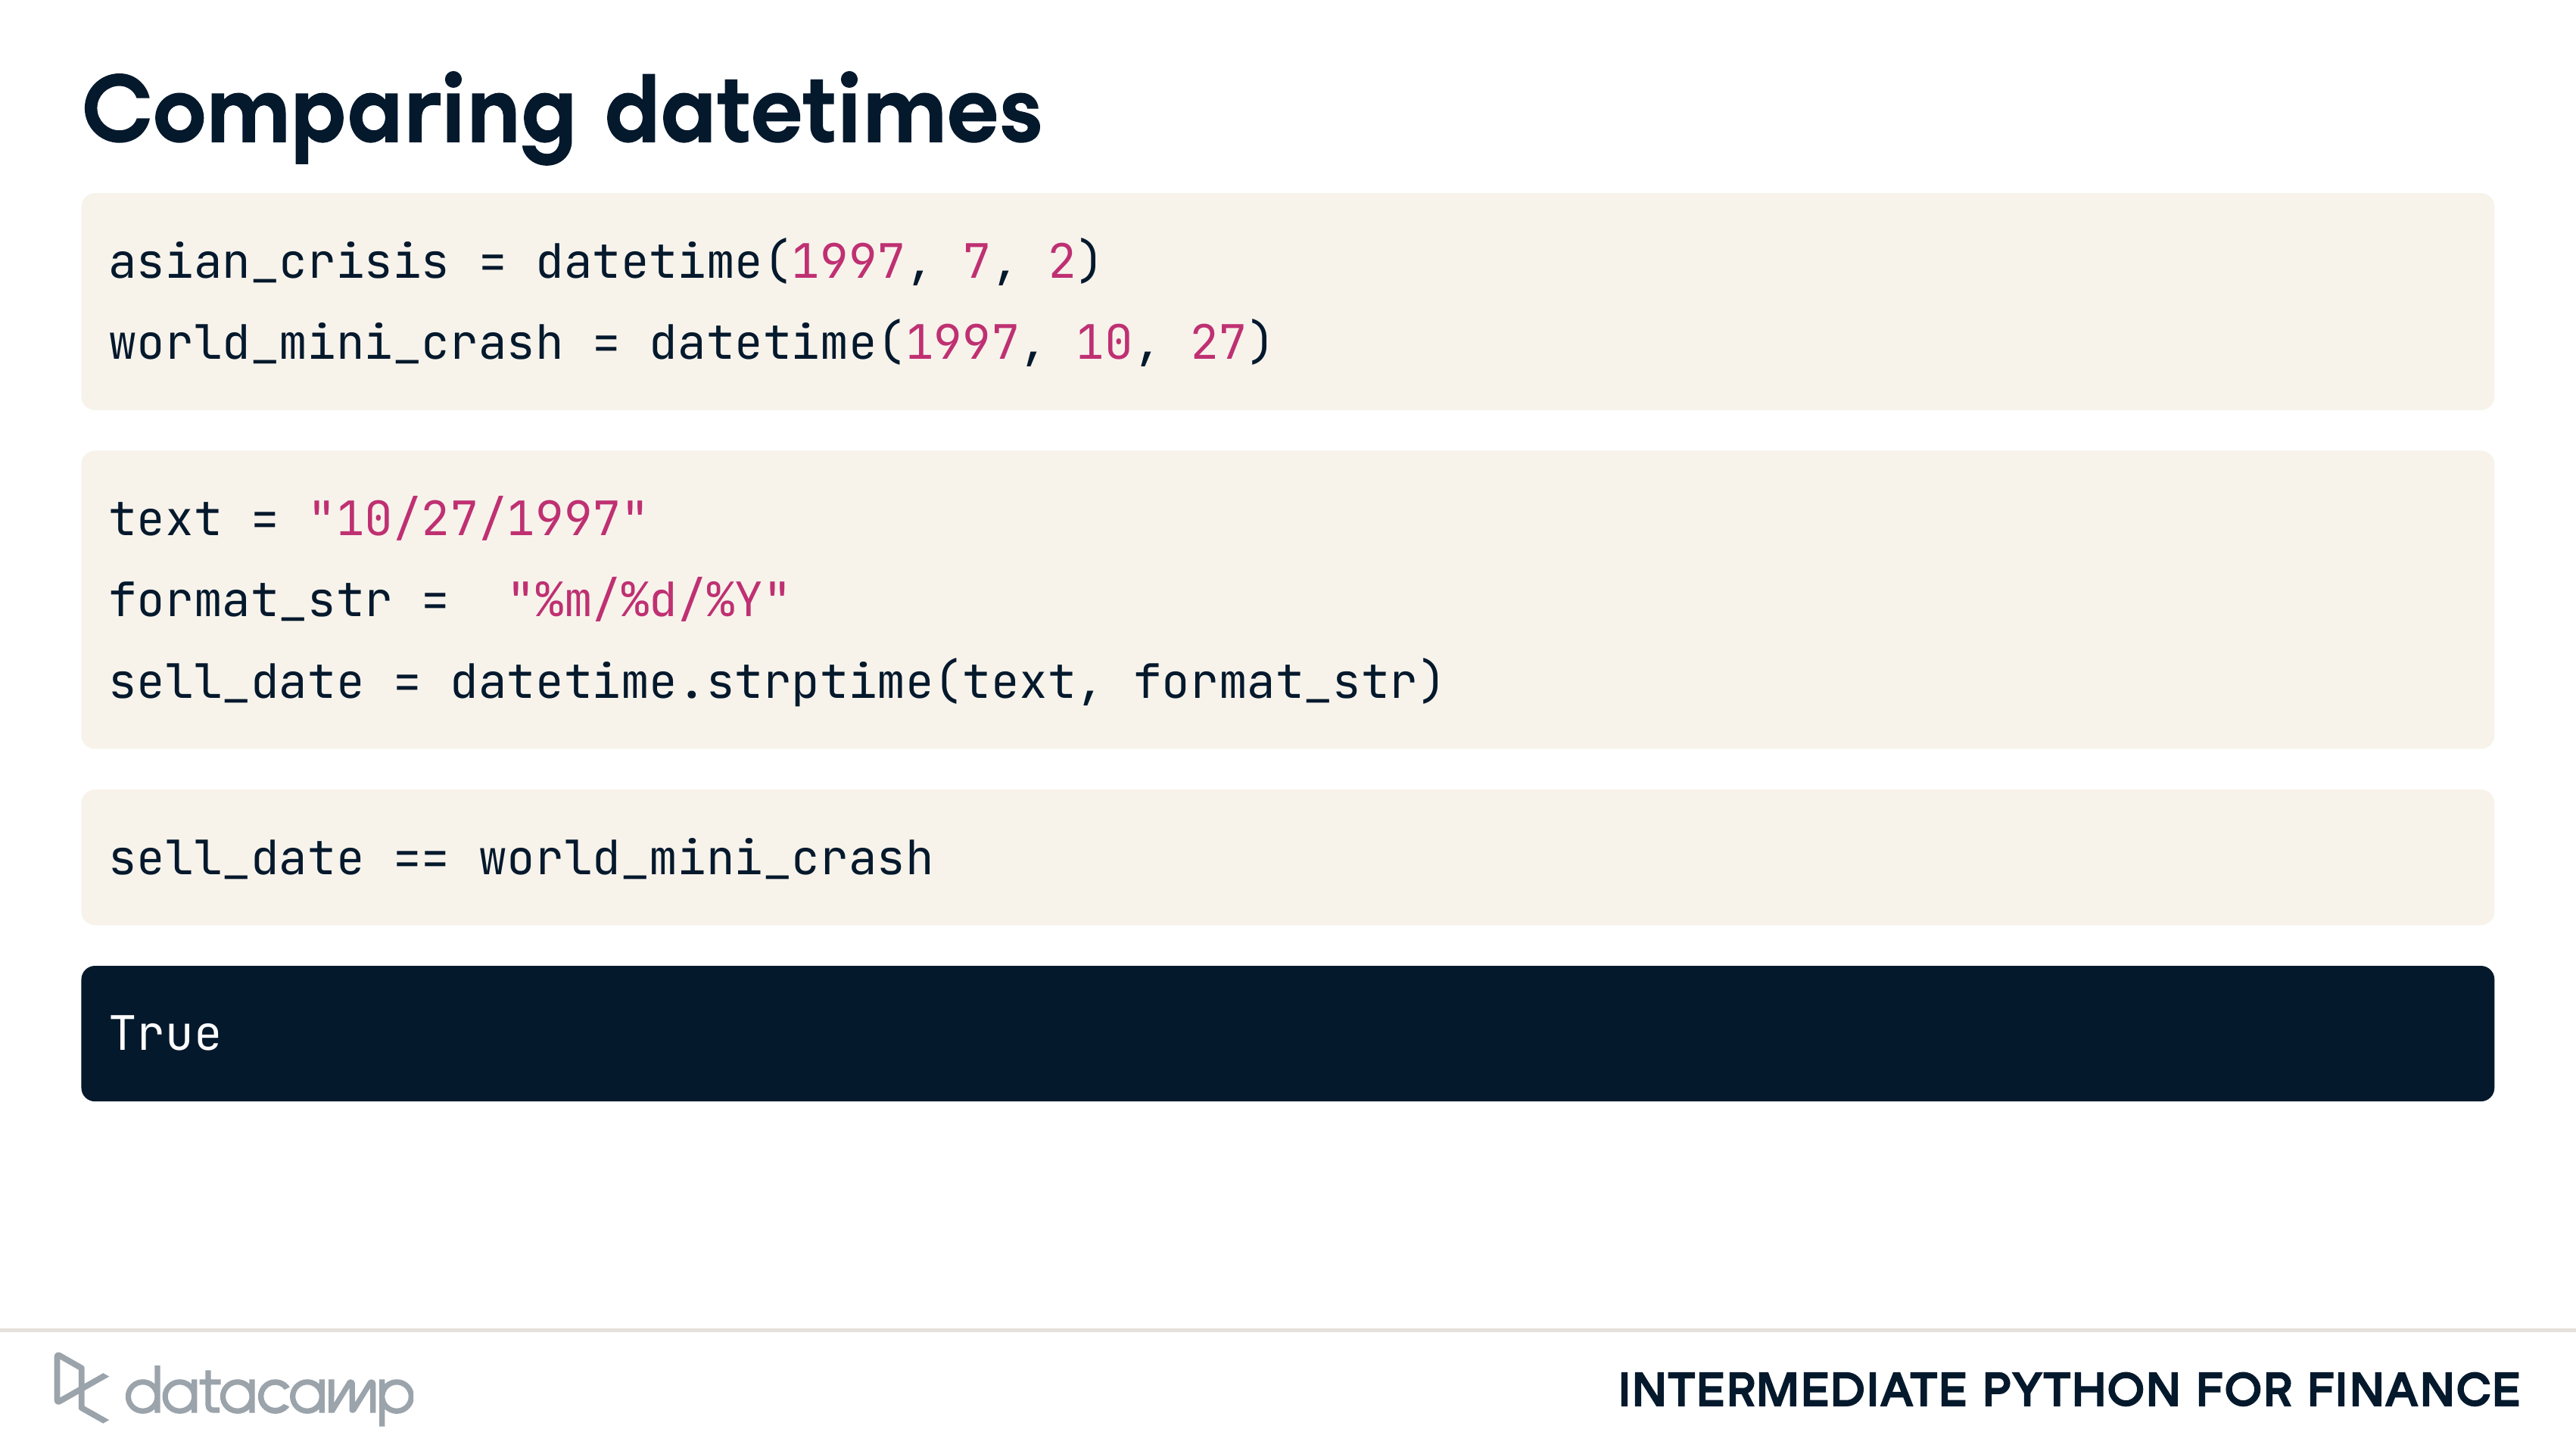 Comparing datetimes
asian_crisis = datetime(1997, 7, 2)
world_mini_crash = datetime(1997, 10, 27)
text = "10/27/1997"
format_str =  "%m/%d/%Y"
sell_date = datetime.strptime(text, format_str)
sell_date == world_mini_crash
True
datacamp
INTERMEDIATE PYTHON FOR FINANCE